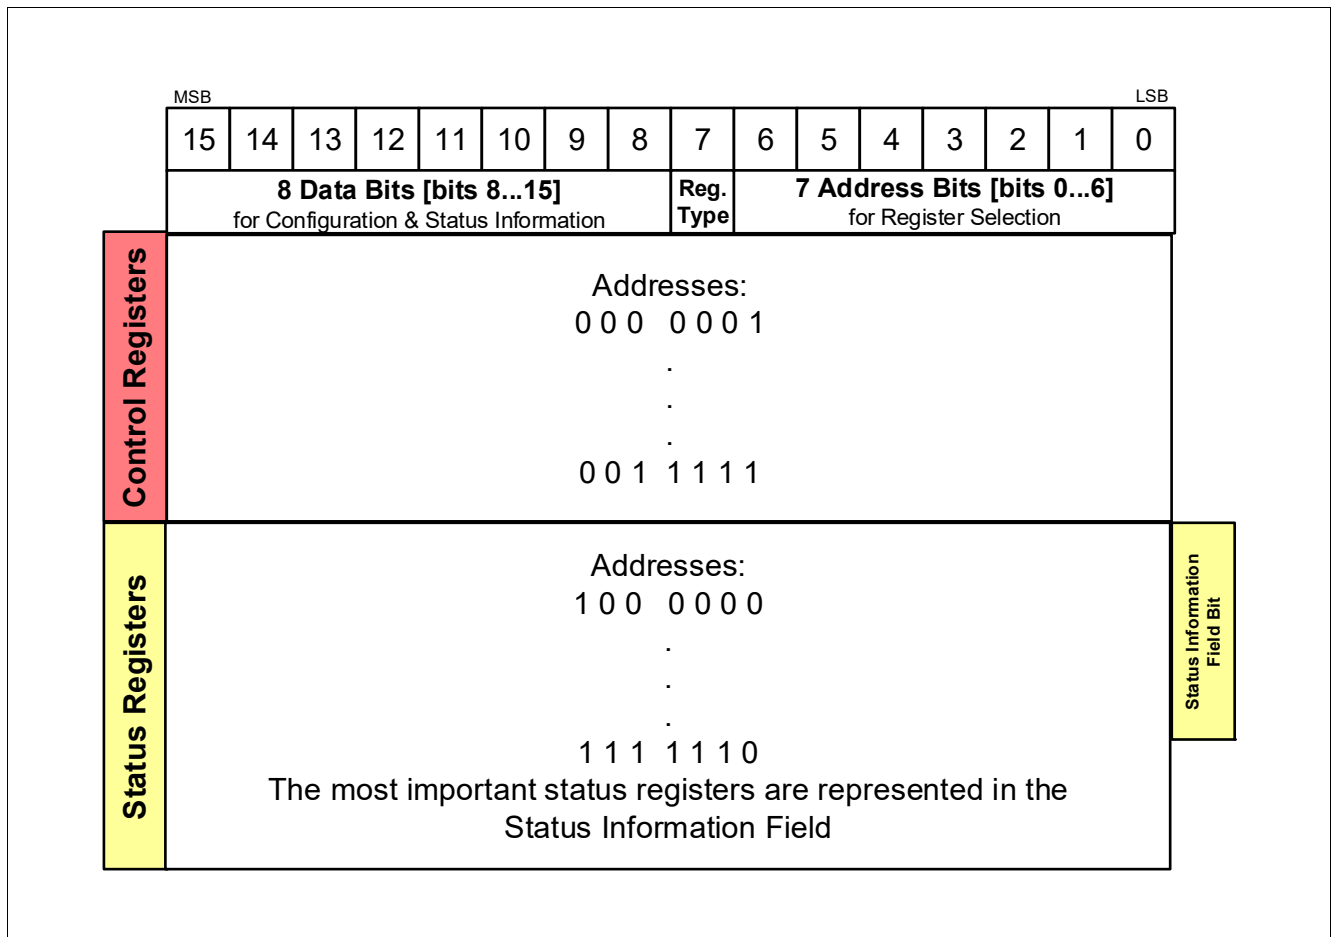 MSB LSB
15 14 13 12 11 10 9 8 7 6 5 4 3 2 1 0
8 Data Bits [bits 8...15]
for Configuration & Status Information
Reg.
Type
7 Address Bits [bits 0...6]
for Register Selection
Control Registers
Addresses:
0 0 0 0 0 0 1
.
.
.
0 0 1 1 1 1 1
Status Registers
Addresses:
1 0 0 0 0 0 0
.
.
.
1 1 1 1 1 1 0
The most important status registers are represented in the
Status Information Field
Status Information
Field Bit